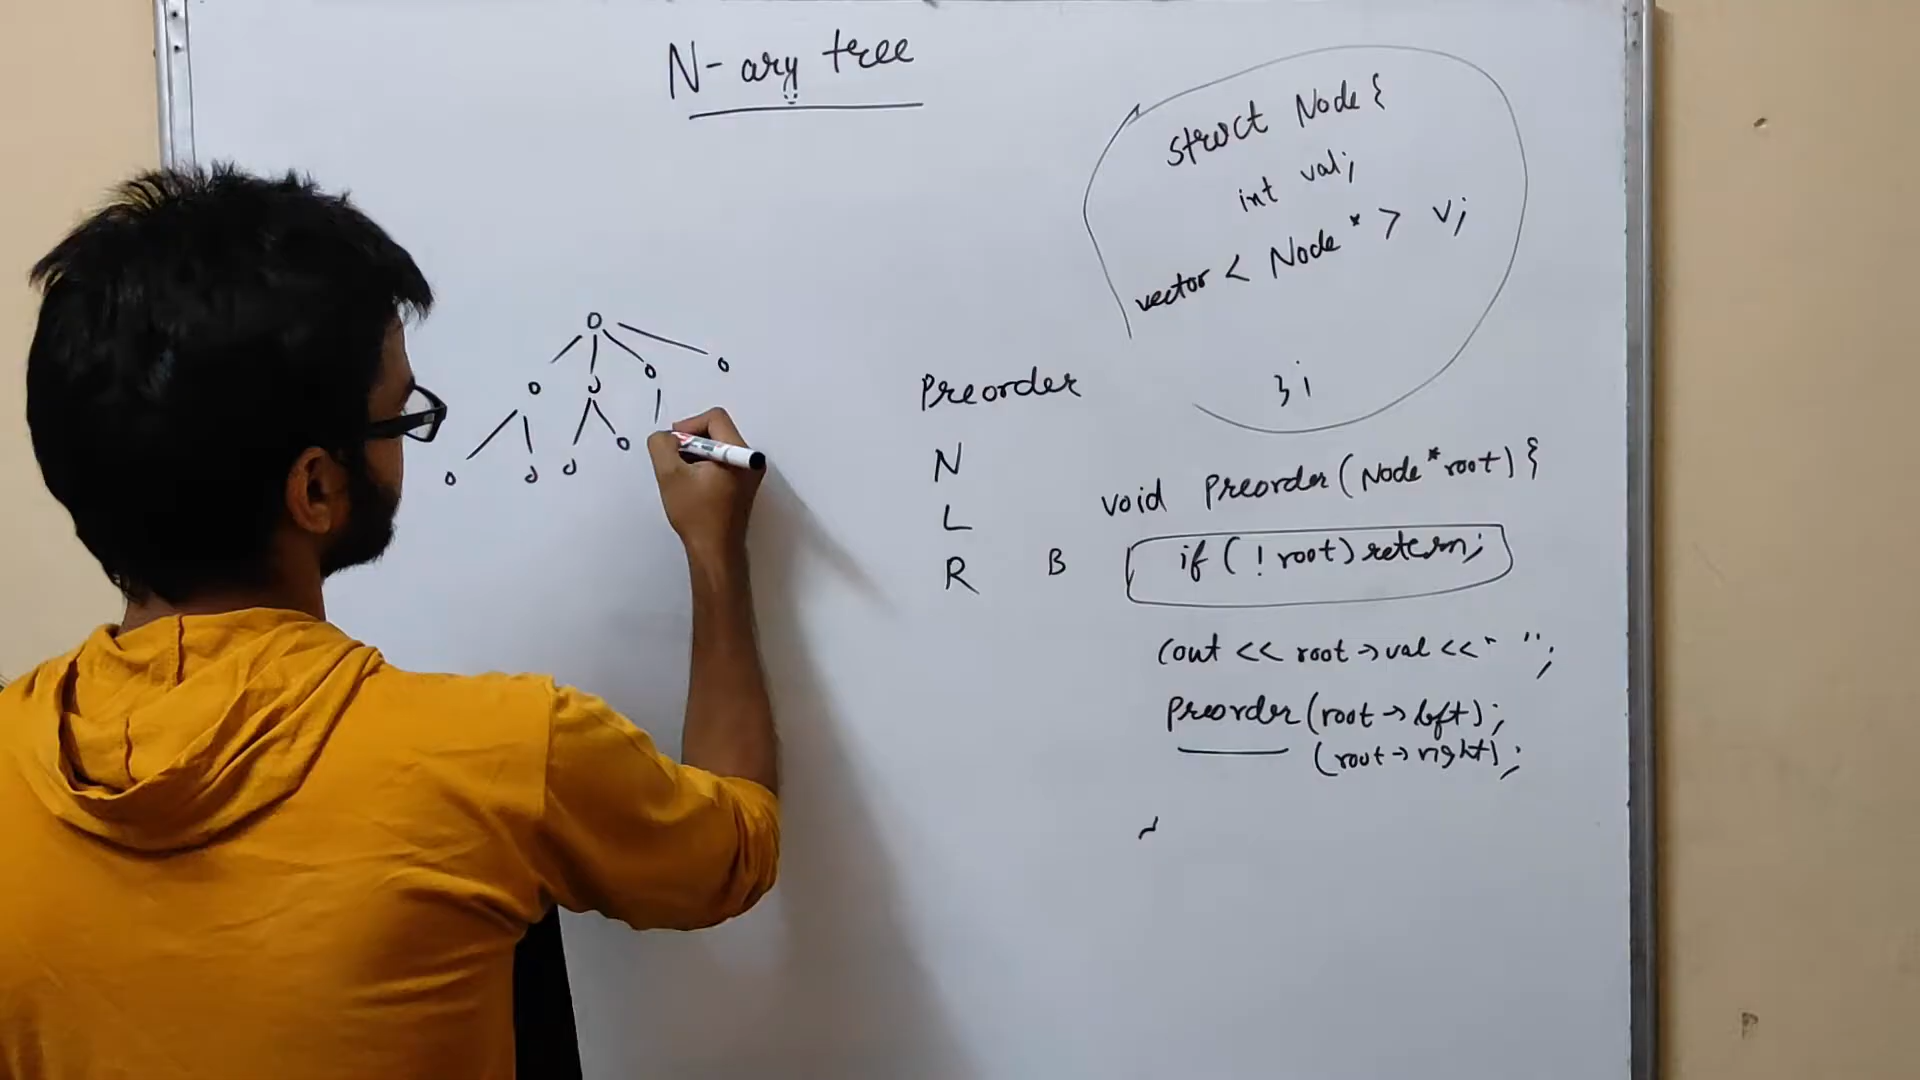 N-ary tree
struct Node {
int val;
vector < Node * > v;
} ;
Preorder
N
L
R
B
void Preorder (Node * root) {
if ( ! root) return;
cout << root → val << " ";
preorder (root → left);
(root → right);